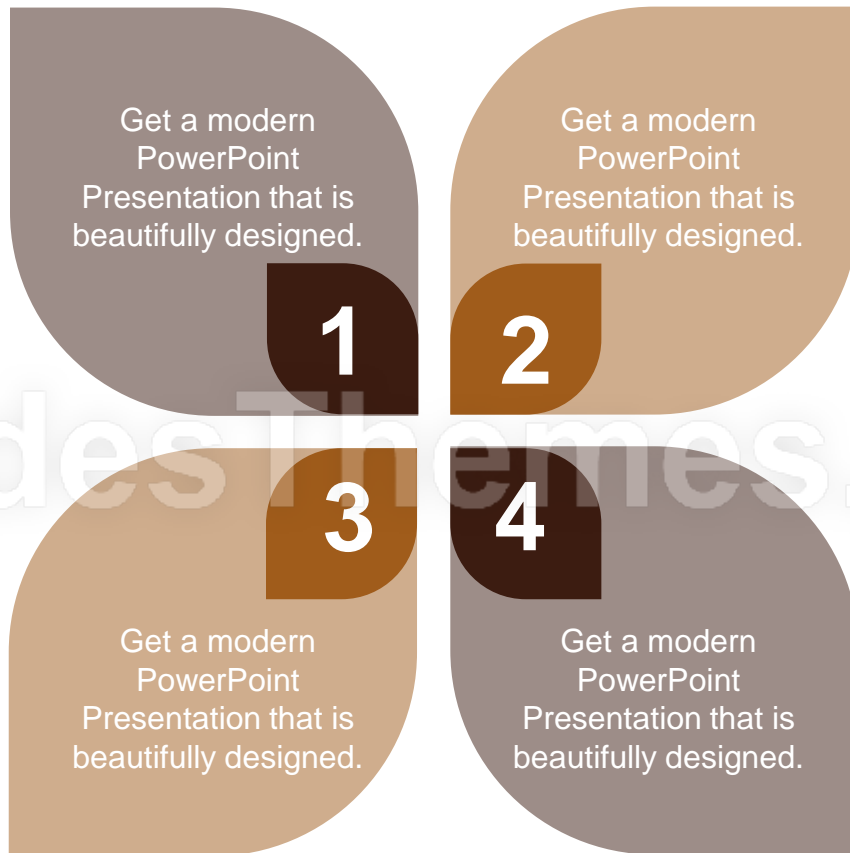 Get a modern
PowerPoint
Presentation that is
beautifully designed.
1
Get a modern
PowerPoint
Presentation that is
beautifully designed.
2
desThemes.
3
Get a modern
PowerPoint
Presentation that is
beautifully designed.
4
Get a modern
PowerPoint
Presentation that is
beautifully designed.